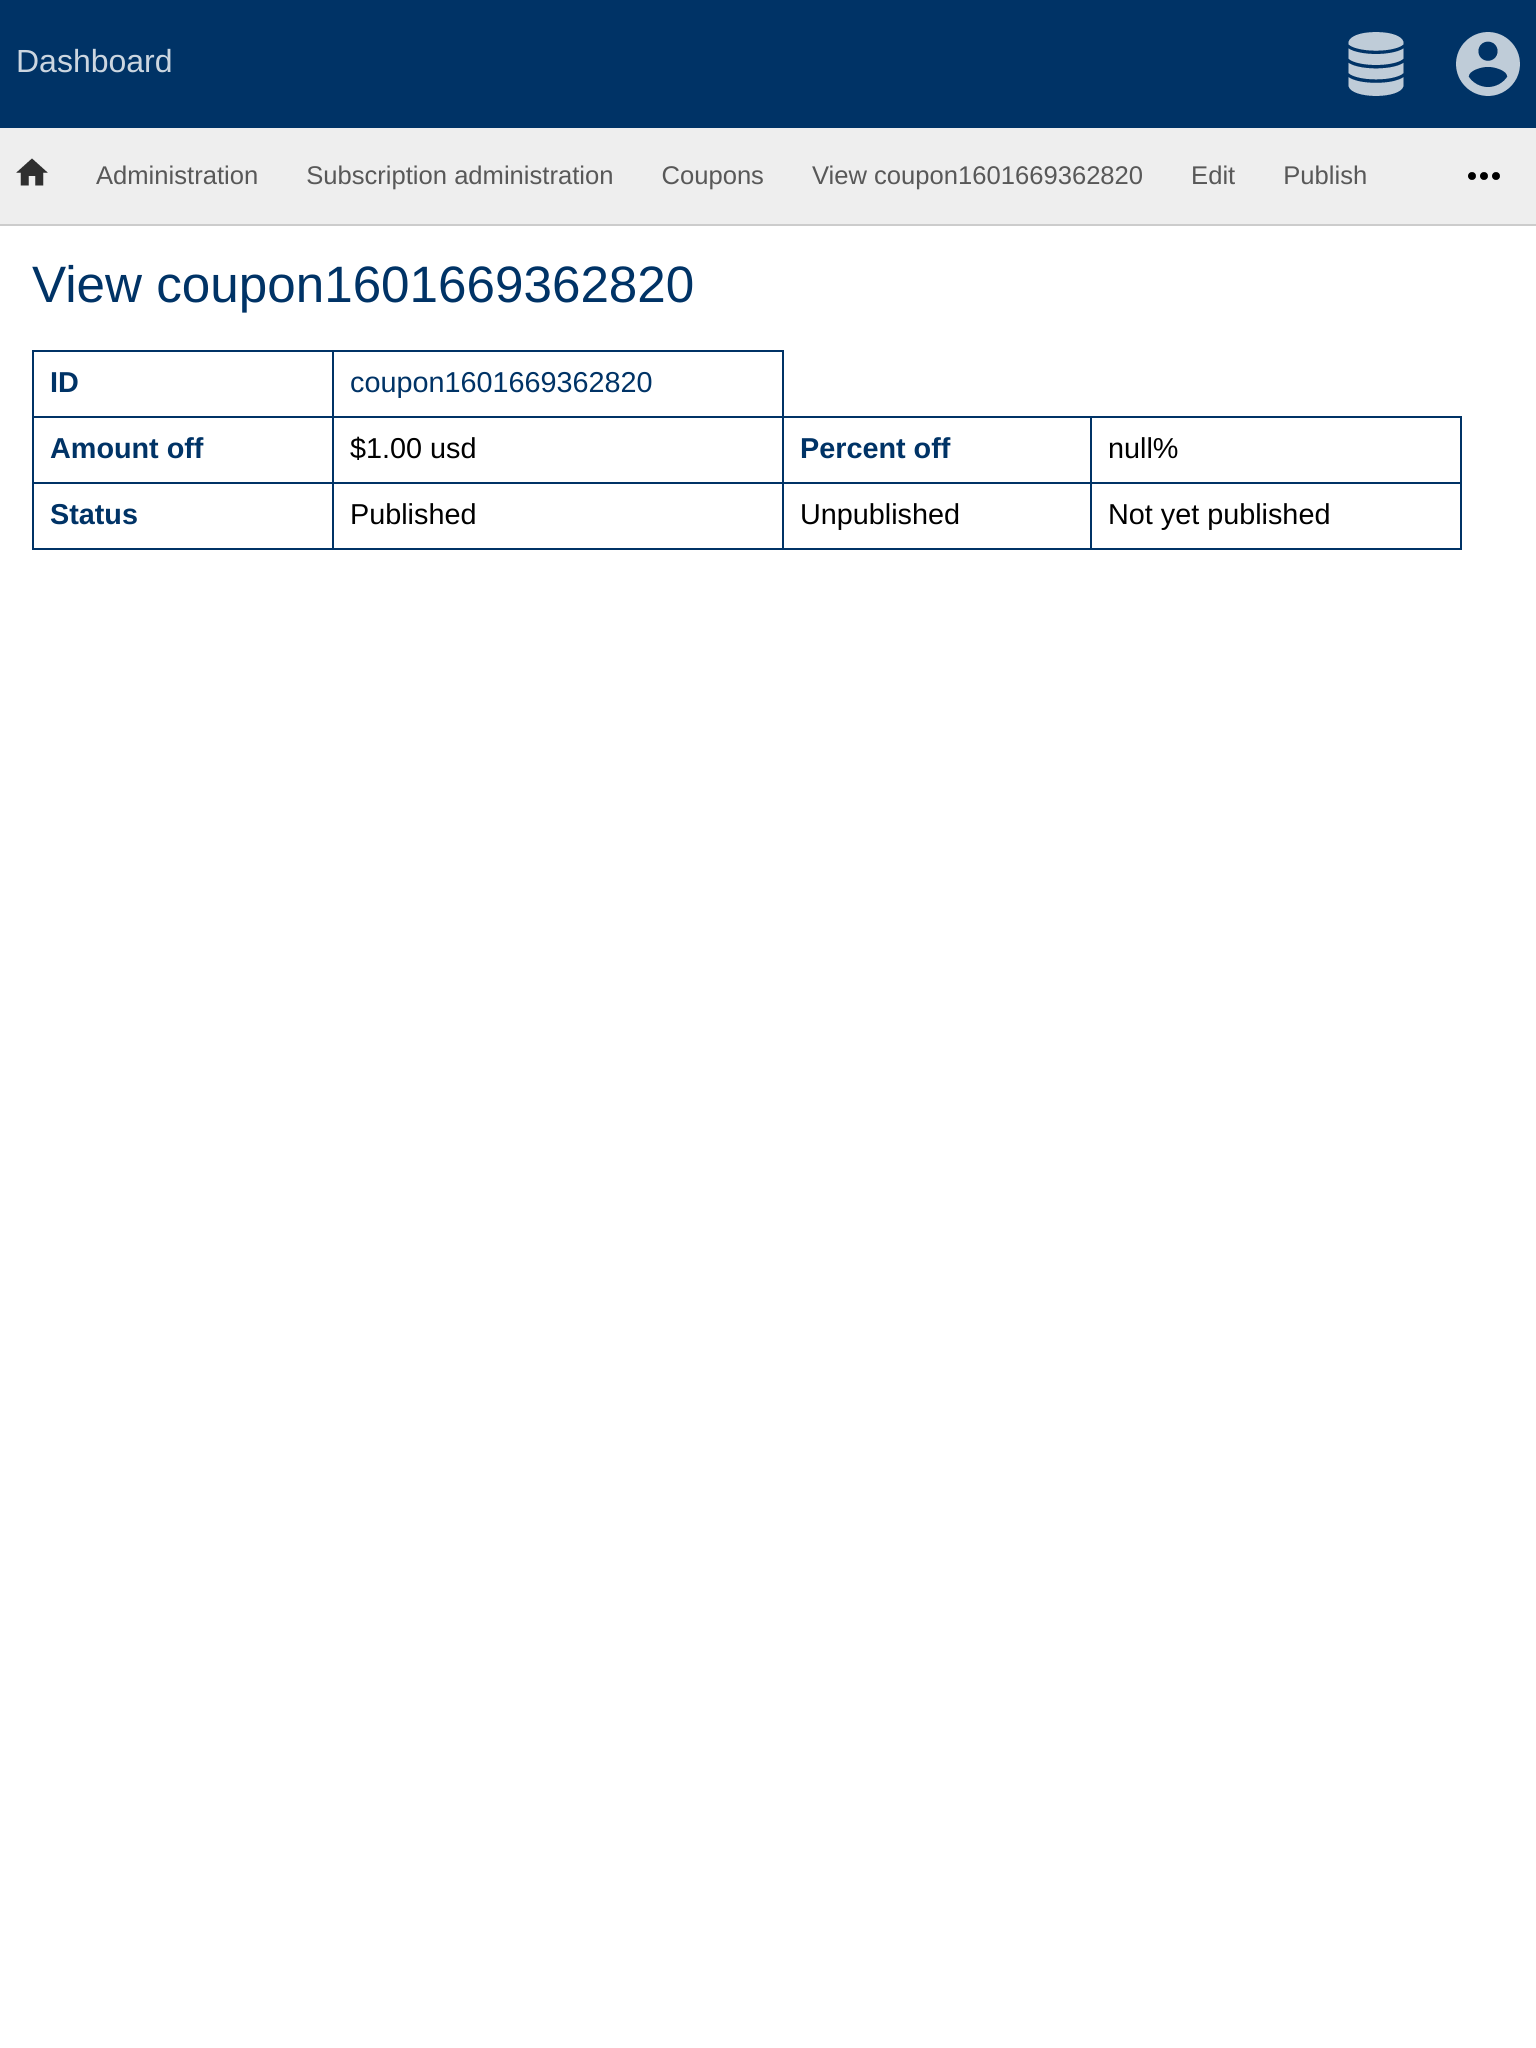 Dashboard
Administration Subscription administration Coupons View coupon1601669362820 Edit Publish
View coupon1601669362820
ID coupon1601669362820
Amount off $1.00 usd Percent off null%
Status Published Unpublished Not yet published